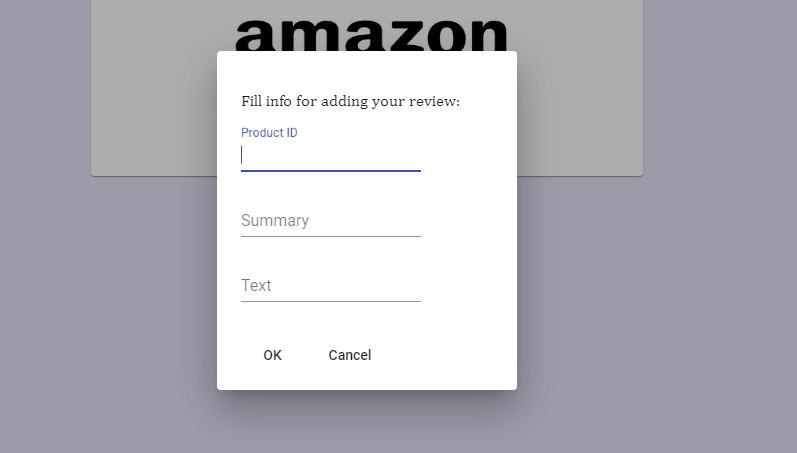 amazon
Fill info for adding your review:
Product ID
Summary
Text
OK Cancel